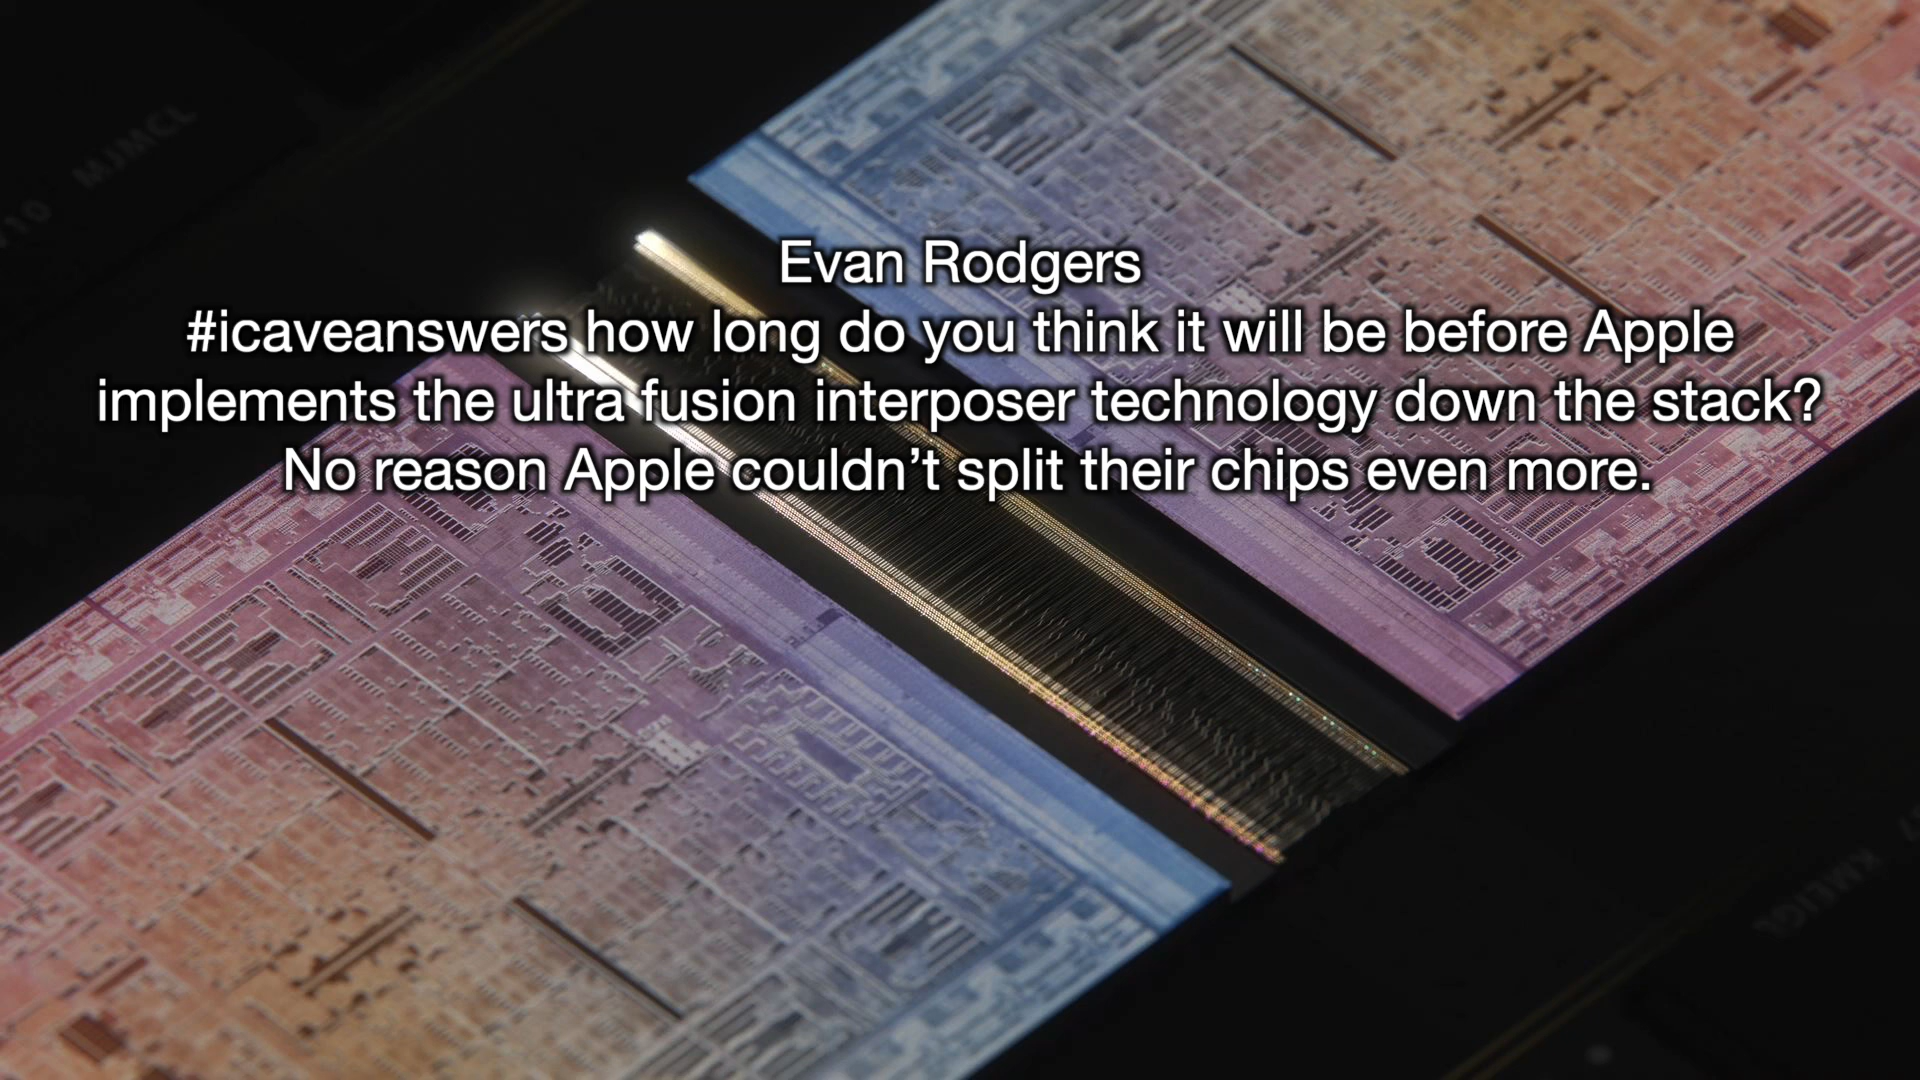 Evan Rodgers
#icaveanswers how long do you think it will be before Apple
implements the ultra fusion interposer technology down the stack?
No reason Apple couldn’t split their chips even more.
MJMCL